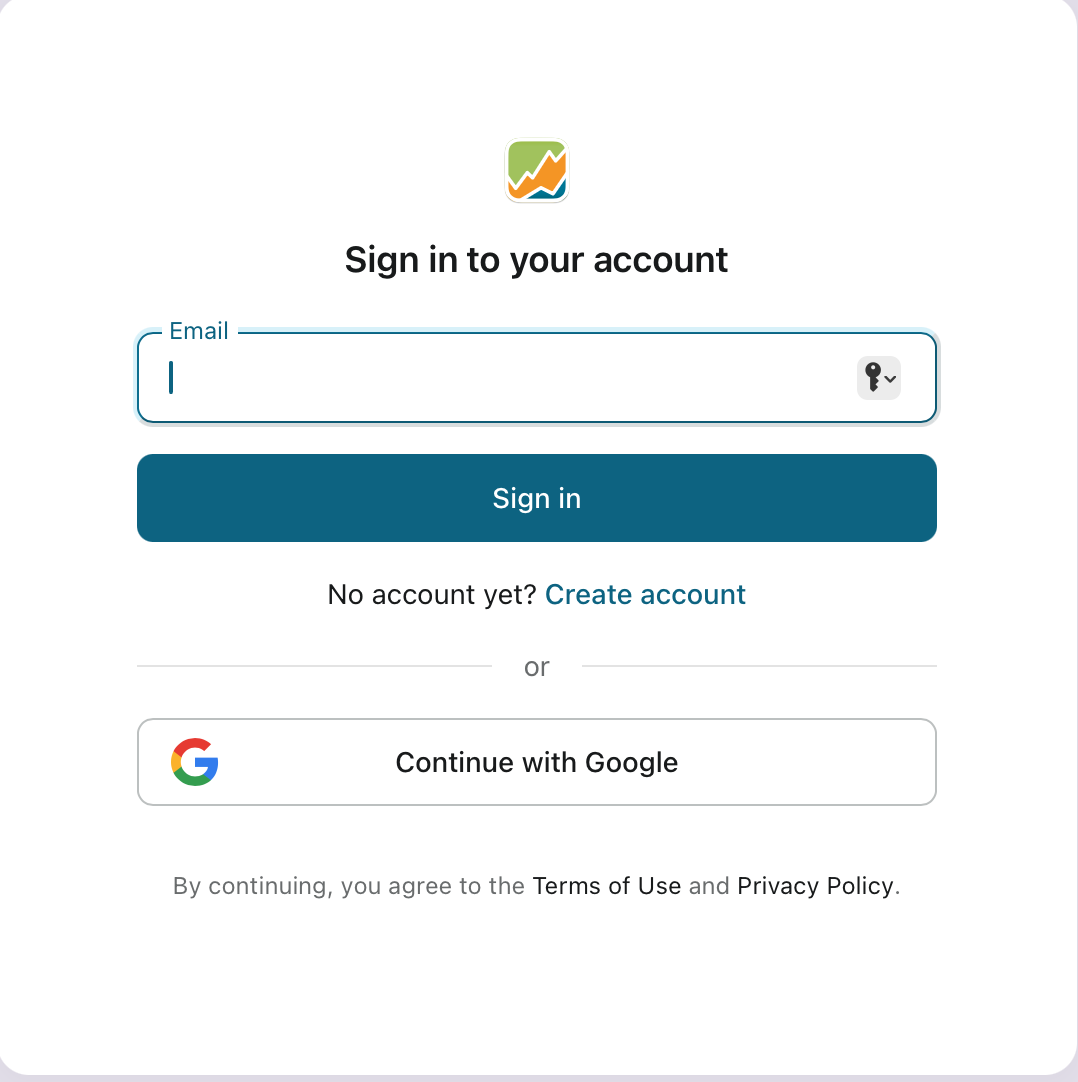 Sign in to your account
Email
Sign in
No account yet? Create account
or
Continue with Google
By continuing, you agree to the Terms of Use and Privacy Policy.